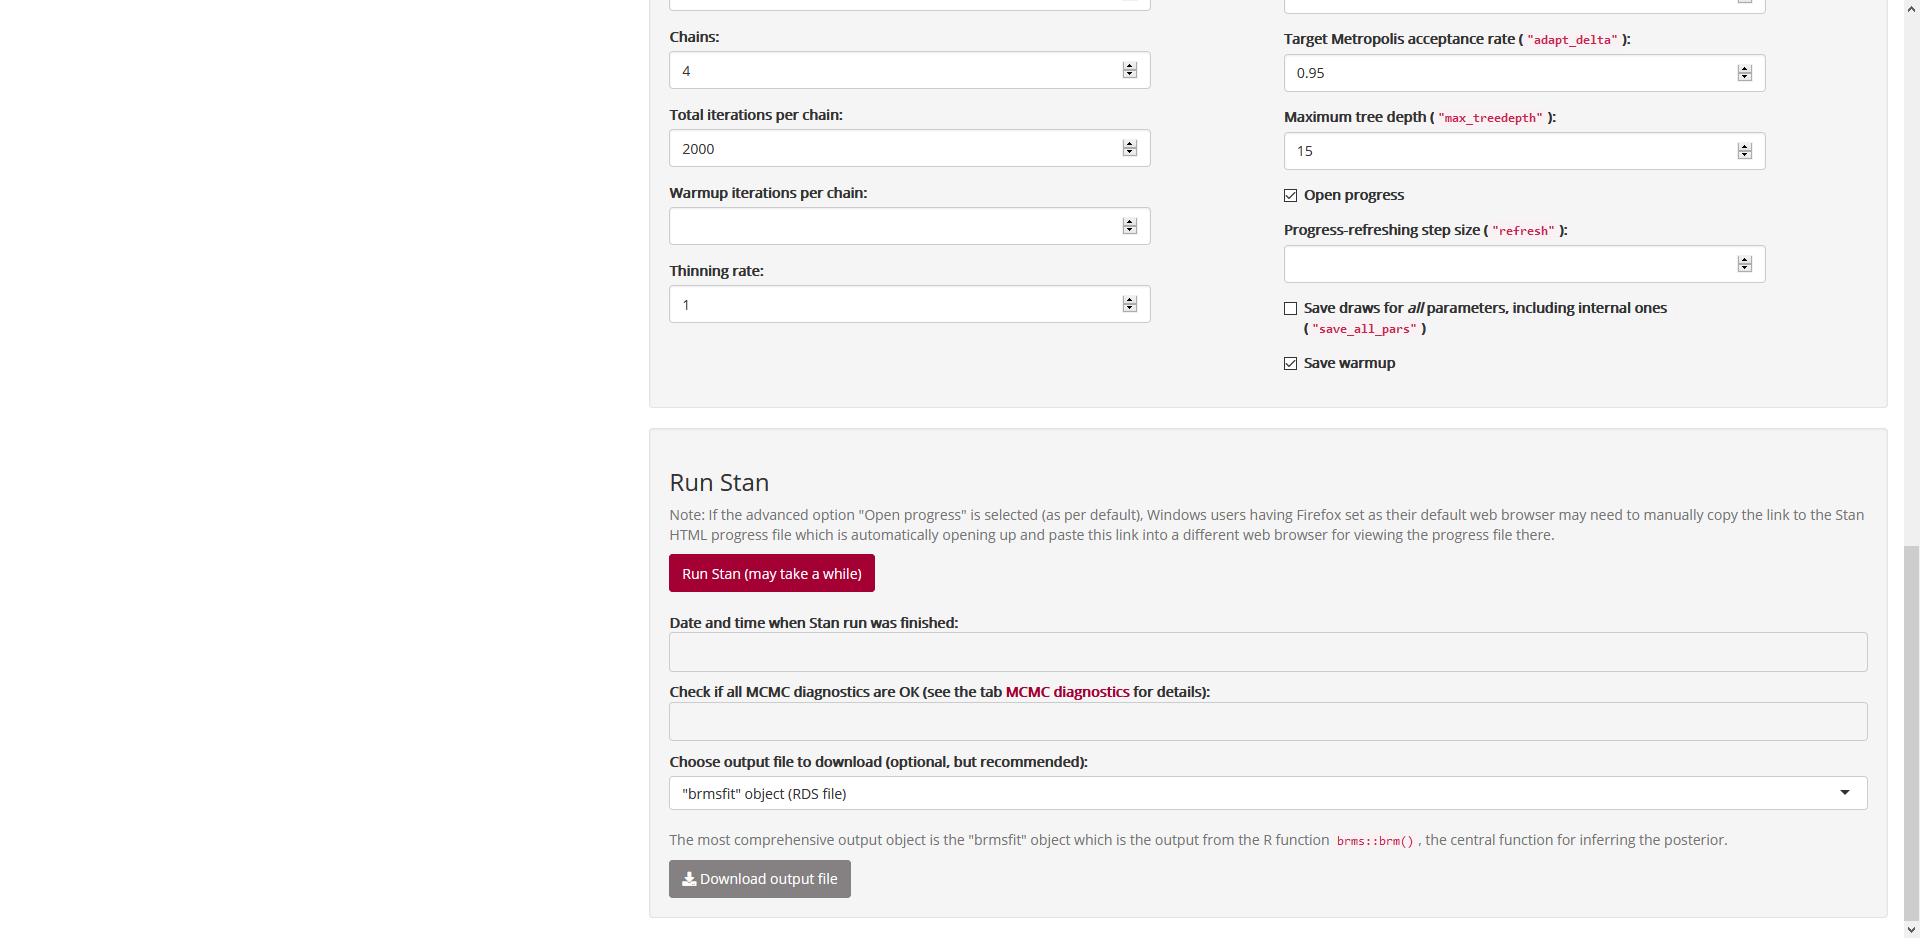 Chains:
4
Total iterations per chain:
2000
Warmup iterations per chain:
Thinning rate:
1
Target Metropolis acceptance rate ( "adapt_delta" ):
0.95
Maximum tree depth ( "max_treedepth" ):
15
Open progress
Progress-refreshing step size ( "refresh" ):
Save draws for all parameters, including internal ones
( "save_all_pars" )
Save warmup
Run Stan
Note: If the advanced option "Open progress" is selected (as per default), Windows users having Firefox set as their default web browser may need to manually copy the link to the Stan
HTML progress file which is automatically opening up and paste this link into a different web browser for viewing the progress file there.
Run Stan (may take a while)
Date and time when Stan run was finished:
Check if all MCMC diagnostics are OK (see the tab MCMC diagnostics for details):
Choose output file to download (optional, but recommended):
"brmsfit" object (RDS file)
The most comprehensive output object is the "brmsfit" object which is the output from the R function brms::brm() , the central function for inferring the posterior.
Download output file